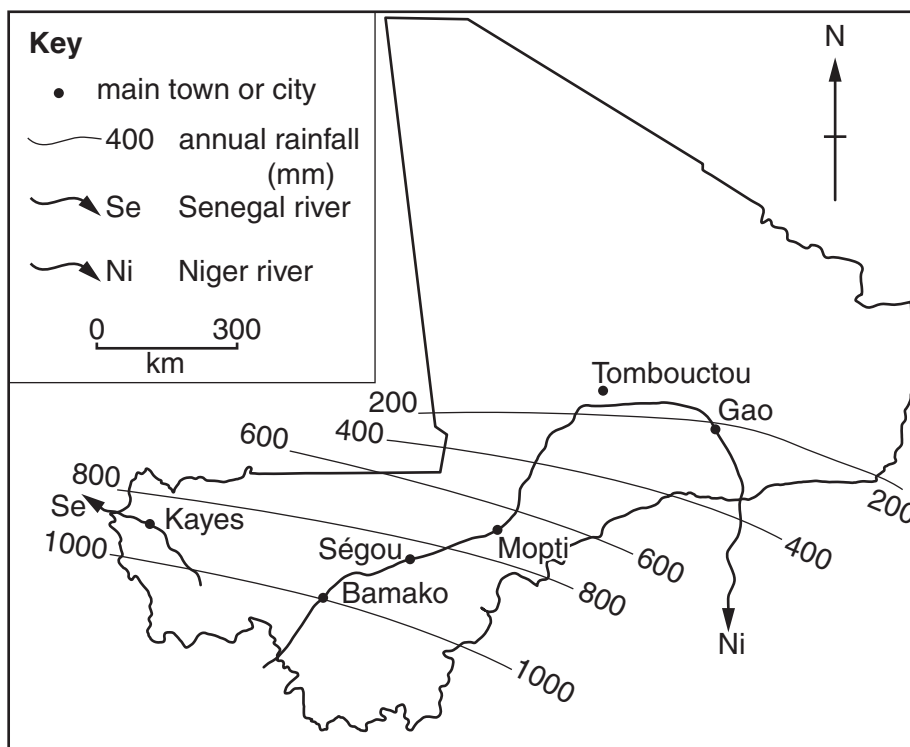 Key
main town or city
400 annual rainfall
(mm)
Se Senegal river
Ni Niger river
0 300
km
N
Tombouctou
200
Gao
400
600
800
200
Se
Kayes
1000
Ségou
Mopti
400
600
Bamako
800
Ni
1000